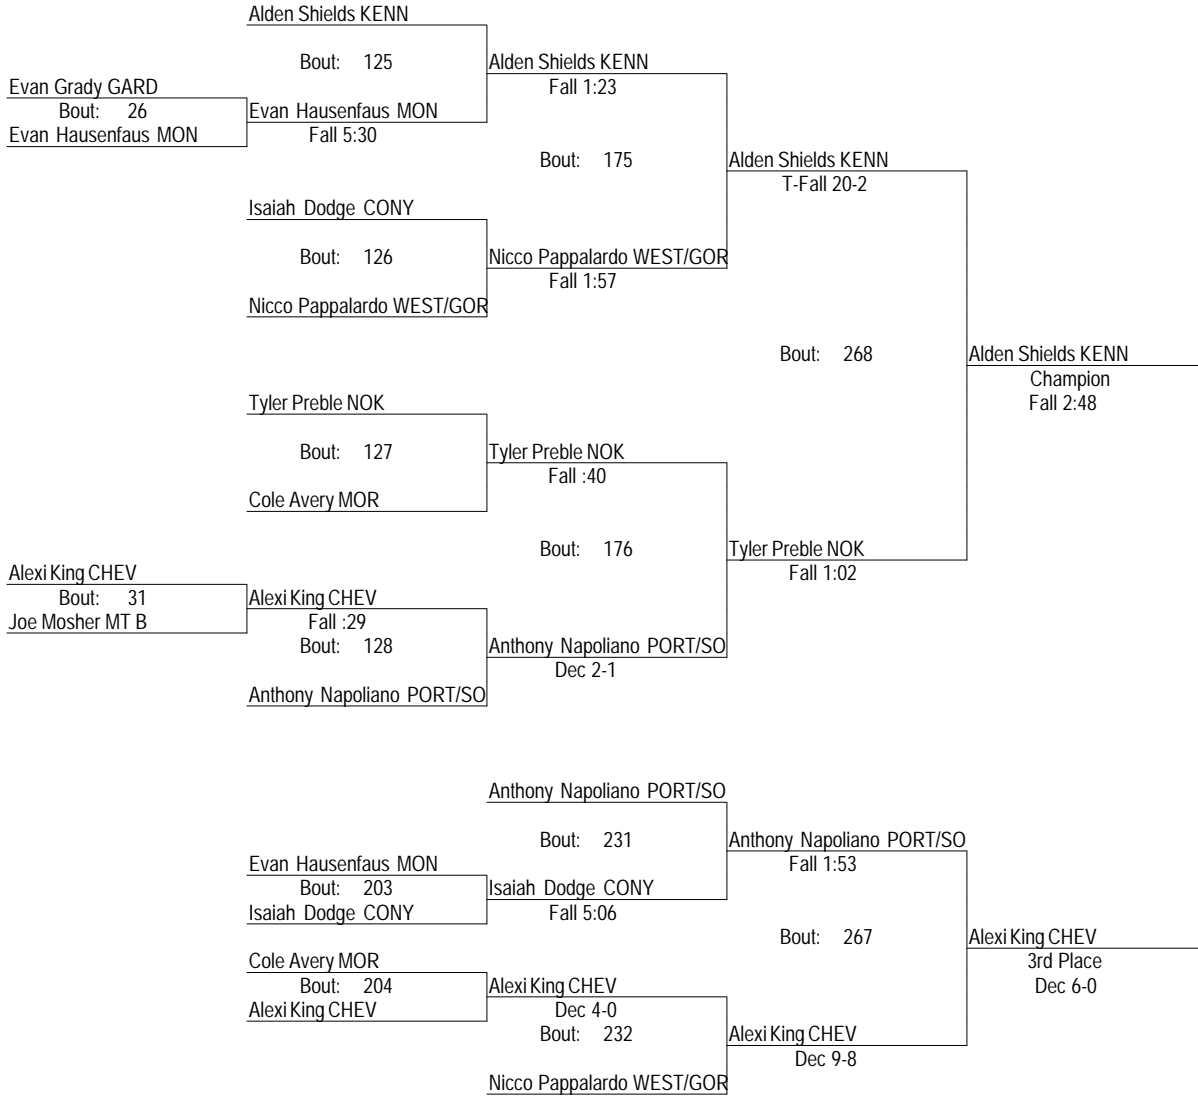 Alden Shields KENN
Bout: 125
Alden Shields KENN
Fall 1:23
Evan Grady GARD
Bout: 26
Evan Hausenfaus MON
Evan Hausenfaus MON
Fall 5:30
Bout: 175
Alden Shields KENN
T-Fall 20-2
Isaiah Dodge CONY
Bout: 126
Nicco Pappalardo WEST/GOR
Fall 1:57
Nicco Pappalardo WEST/GOR
Bout: 268
Alden Shields KENN
Champion
Fall 2:48
Tyler Preble NOK
Bout: 127
Tyler Preble NOK
Fall :40
Cole Avery MOR
Bout: 176
Tyler Preble NOK
Fall 1:02
Alexi King CHEV
Bout: 31
Joe Mosher MT B
Alexi King CHEV
Fall :29
Bout: 128
Anthony Napoliano PORT/SO
Dec 2-1
Anthony Napoliano PORT/SO
Anthony Napoliano PORT/SO
Bout: 231
Anthony Napoliano PORT/SO
Fall 1:53
Evan Hausenfaus MON
Bout: 203
Isaiah Dodge CONY
Isaiah Dodge CONY
Fall 5:06
Bout: 267
Alexi King CHEV
3rd Place
Dec 6-0
Cole Avery MOR
Bout: 204
Alexi King CHEV
Alexi King CHEV
Dec 4-0
Bout: 232
Alexi King CHEV
Dec 9-8
Nicco Pappalardo WEST/GOR